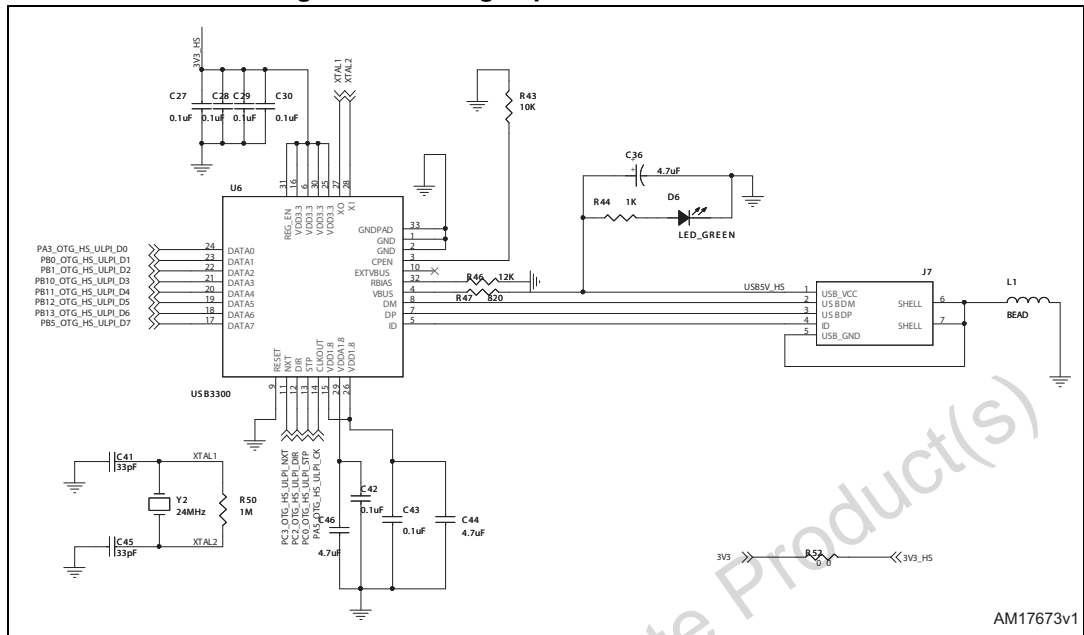 3V3_HS
XTAL1
XTAL2
C27
C28
C29
C30
0.1uF
0.1uF
0.1uF
0.1uF
R43
10K
C36
+
4.7uF
R44
1K
D6
LED_GREEN
U6
31
16
6
30
25
27
28
REG_EN
VDD3.3
VDD3.3
VDD3.3
VDD3.3
XO
XI
PA3_OTG_HS_ULPI_D0
24
DATA0
PB0_OTG_HS_ULPI_D1
23
DATA1
PB1_OTG_HS_ULPI_D2
22
DATA2
PB10_OTG_HS_ULPI_D3
21
DATA3
PB11_OTG_HS_ULPI_D4
20
DATA4
PB12_OTG_HS_ULPI_D5
19
DATA5
PB13_OTG_HS_ULPI_D6
18
DATA6
PB5_OTG_HS_ULPI_D7
17
DATA7
GNDPAD
33
GND
1
GND
2
CPEN
3
EXTVBUS
10
RBIAS
32
VBUS
4
DM
8
DP
7
ID
5
R46
12K
R47
820
USB5V_HS
J7
1
USB_VCC
2
USBDM
3
USBDP
4
ID
5
USB_GND
SHELL
6
SHELL
7
L1
BEAD
RESET
NXT
DIR
STP
CLKOUT
VDD1.8
VDDA1.8
VDD1.8
9
11
12
13
14
15
29
26
USB3300
PC3_OTG_HS_ULPI_NXT
PC2_OTG_HS_ULPI_DIR
PC0_OTG_HS_ULPI_STP
PA5_OTG_HS_ULPI_CK
C41
33pF
XTAL1
Y2
24MHz
R50
1M
C45
33pF
XTAL2
C46
4.7uF
C42
0.1uF
C43
0.1uF
C44
4.7uF
3V3
R52
0 0
3V3_HS
Product(s)
AM17673v1